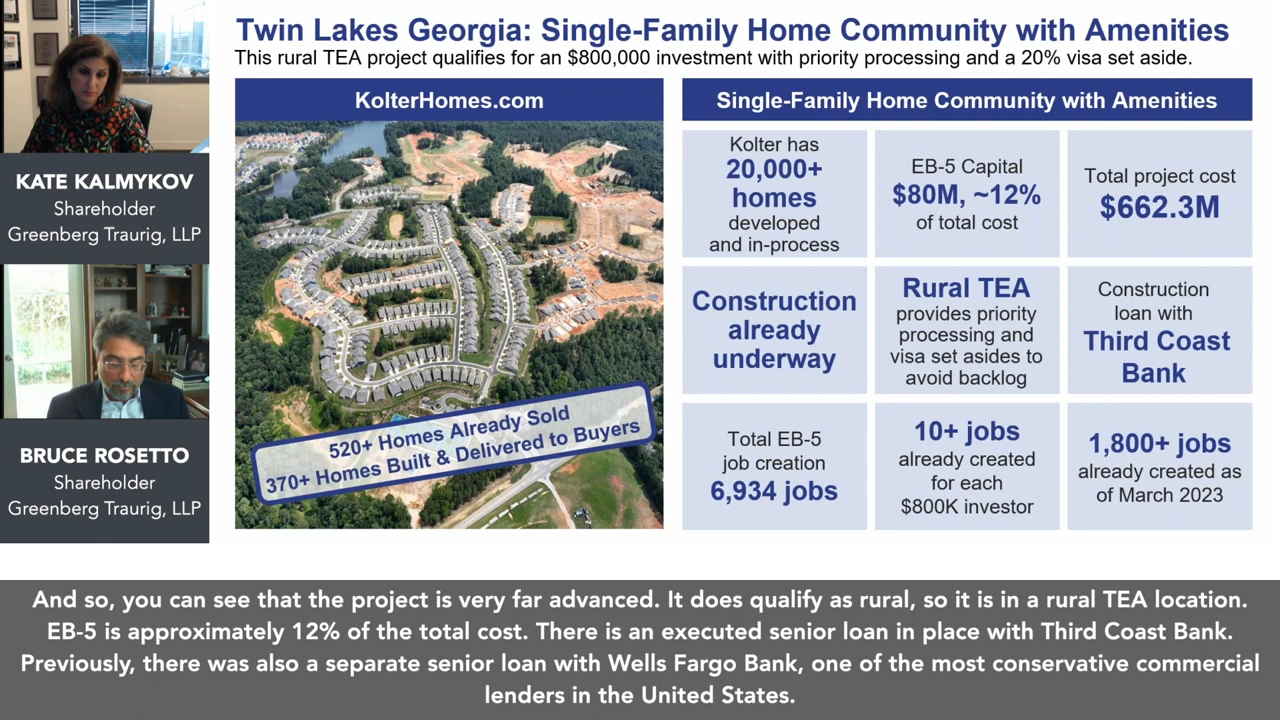 Twin Lakes Georgia: Single-Family Home Community with Amenities
This rural TEA project qualifies for an $800,000 investment with priority processing and a 20% visa set aside.
KATE KALMYKOV
Shareholder
Greenberg Traurig, LLP
BRUCE ROSETTO
Shareholder
Greenberg Traurig, LLP
KolterHomes.com
520+ Homes Already Sold
370+ Homes Built & Delivered to Buyers
Single-Family Home Community with Amenities
Kolter has
20,000+
homes
developed
and in-process
EB-5 Capital
$80M, ~12%
of total cost
Total project cost
$662.3M
Construction
already
underway
Rural TEA
provides priority
processing and
visa set asides to
avoid backlog
Construction
loan with
Third Coast
Bank
Total EB-5
job creation
6,934 jobs
10+ jobs
already created
for each
$800K investor
1,800+ jobs
already created as
of March 2023
And so, you can see that the project is very far advanced. It does qualify as rural, so it is in a rural TEA location.
EB-5 is approximately 12% of the total cost. There is an executed senior loan in place with Third Coast Bank.
Previously, there was also a separate senior loan with Wells Fargo Bank, one of the most conservative commercial
lenders in the United States.